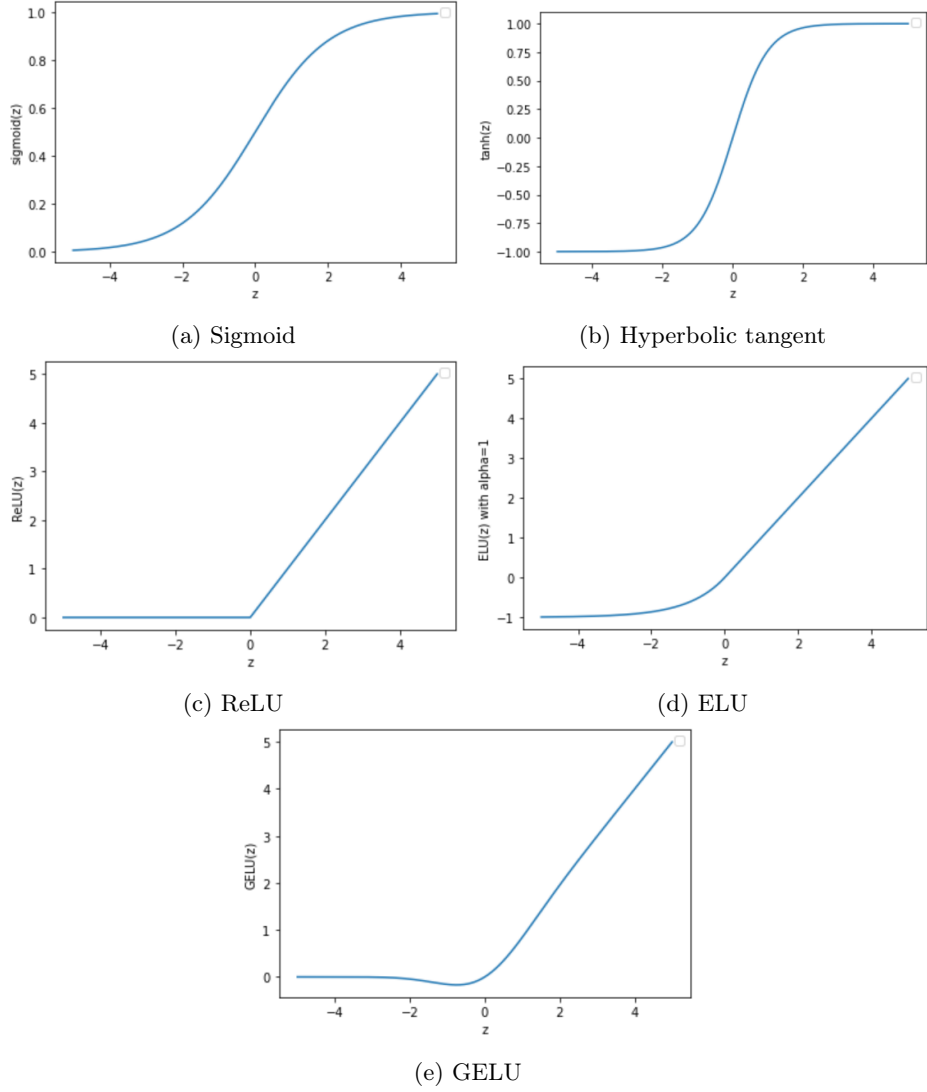 1.0
0.8
0.6
0.4
0.2
0.0
sigmoid(z)
−4 −2 0 2 4
z
(a) Sigmoid
1.00
0.75
0.50
0.25
0.00
−0.25
−0.50
−0.75
−1.00
tanh(z)
−4 −2 0 2 4
z
(b) Hyperbolic tangent
5
4
3
2
1
0
ReLU(z)
−4 −2 0 2 4
z
(c) ReLU
5
4
3
2
1
0
−1
ELU(z) with alpha=1
−4 −2 0 2 4
z
(d) ELU
5
4
3
2
1
0
GELU(z)
−4 −2 0 2 4
z
(e) GELU